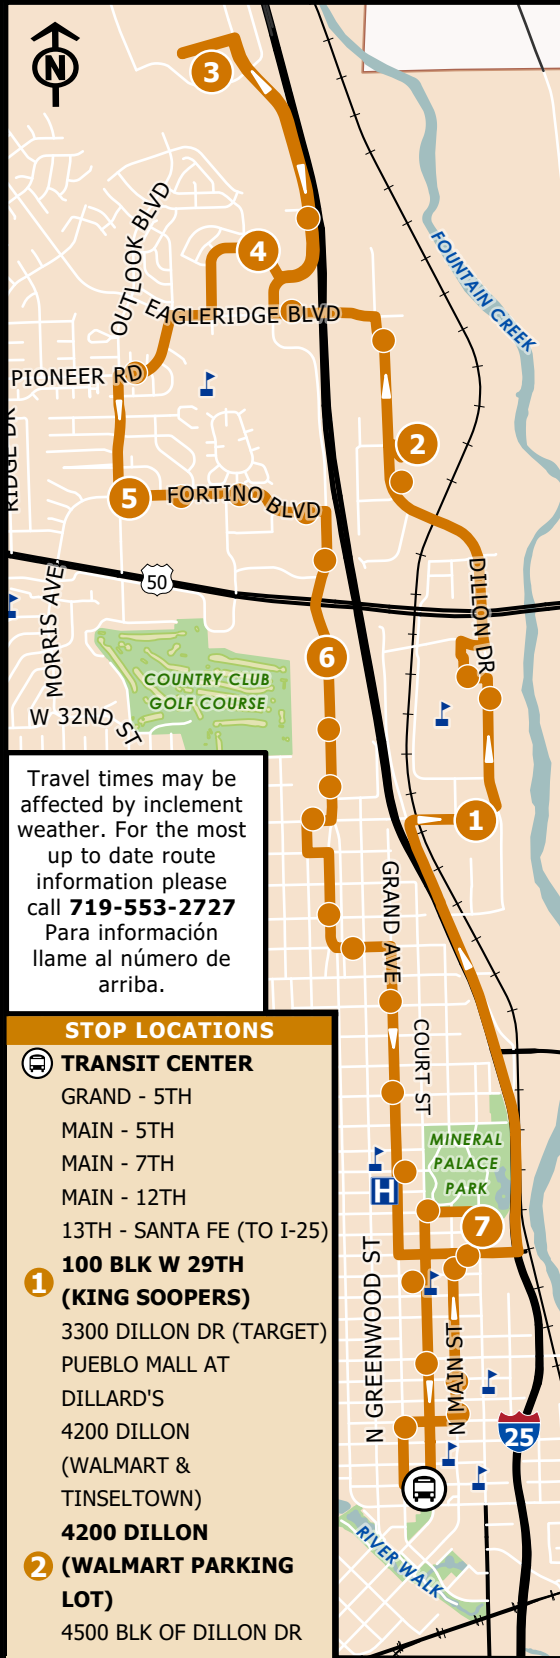 N
3
OUTLOOK BLVD
4
FOUNTAIN CREEK
EAGLERIDGE BLVD
PIONEER RD
RIDGE DR
2
5
FORTINO BLVD
50
DILLON DR
MORRIS AVE
6
COUNTRY CLUB
GOLF COURSE
W 32ND ST
1
Travel times may be
affected by inclement
weather. For the most
up to date route
information please
call 719-553-2727
Para información
llame al número de
arriba.
GRAND AVE
COURT ST
MINERAL
PALACE
PARK
H
7
N GREENWOOD ST
N MAIN ST
25
RIVER WALK
STOP LOCATIONS
TRANSIT CENTER
GRAND - 5TH
MAIN - 5TH
MAIN - 7TH
MAIN - 12TH
13TH - SANTA FE (TO I-25)
1 100 BLK W 29TH
(KING SOOPERS)
3300 DILLON DR (TARGET)
PUEBLO MALL AT
DILLARD'S
4200 DILLON
(WALMART &
TINSELTOWN)
4200 DILLON
2 (WALMART PARKING
LOT)
4500 BLK OF DILLON DR